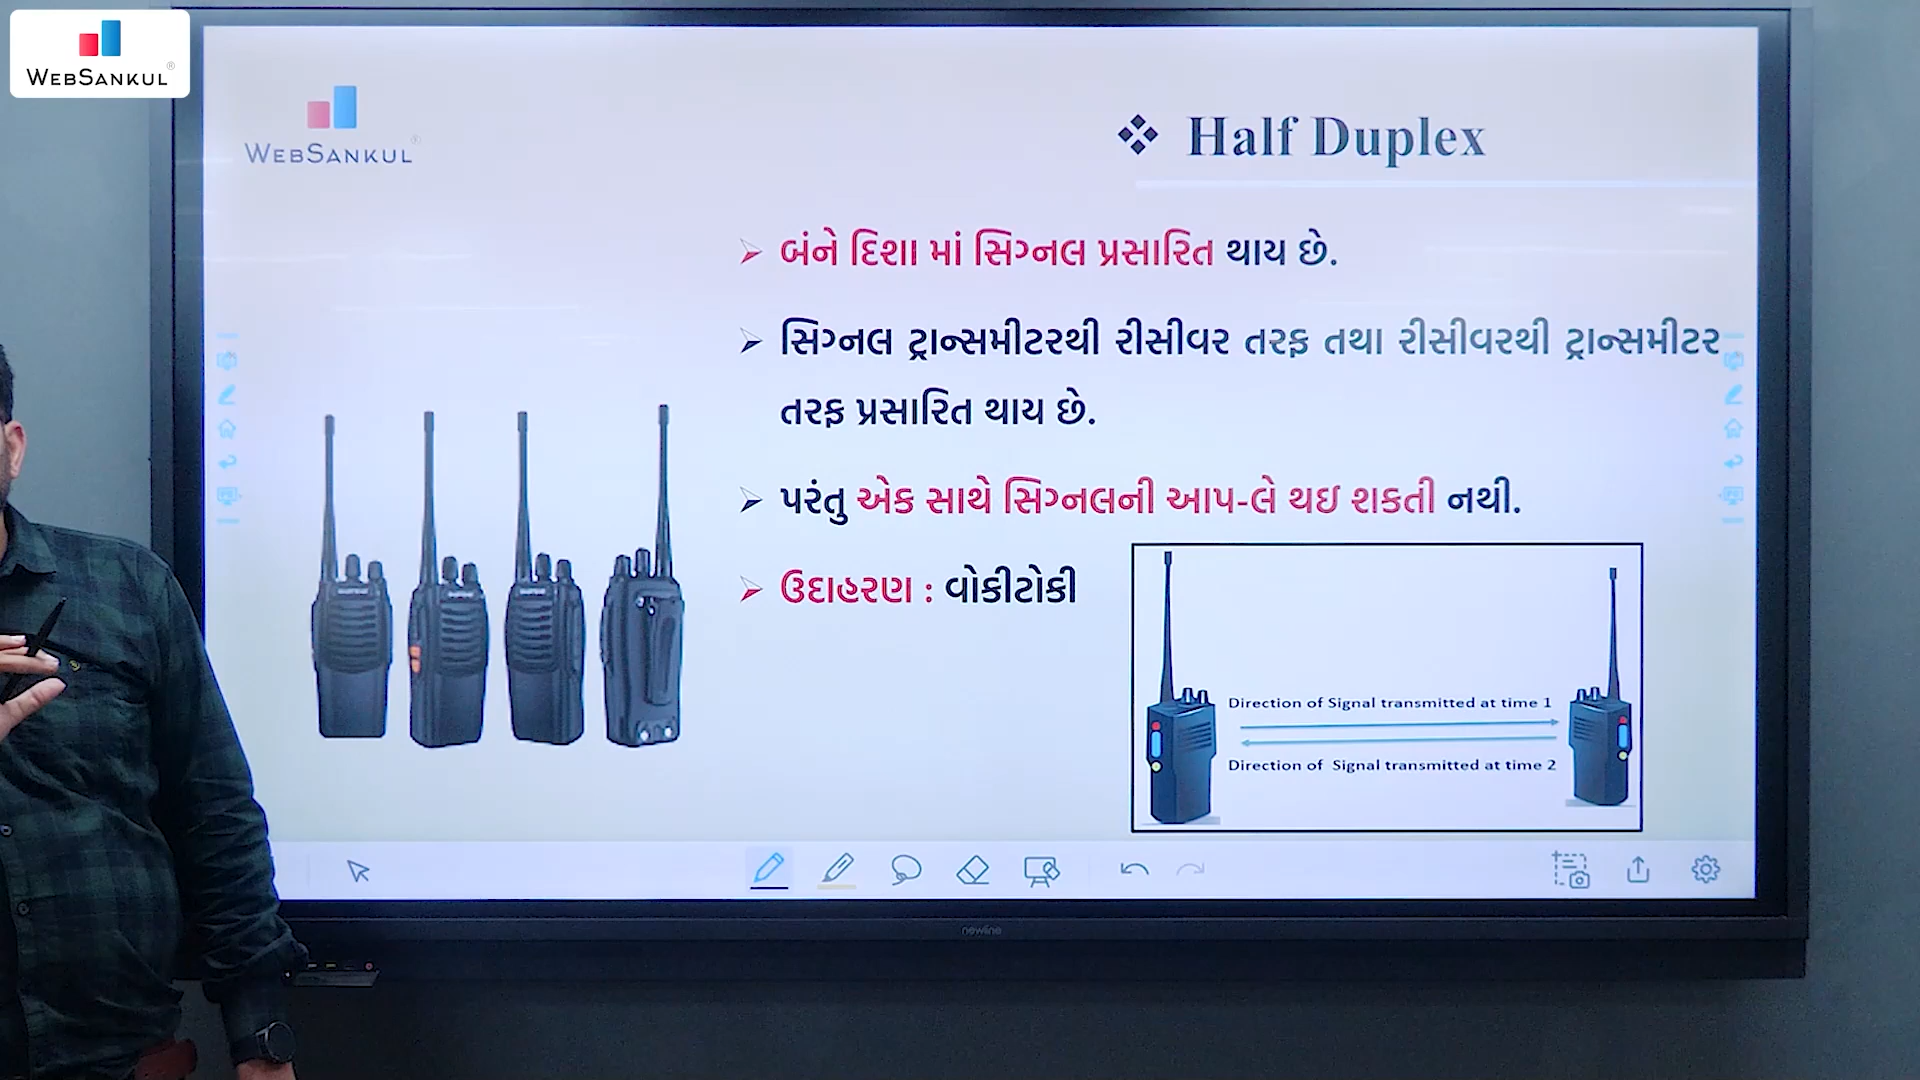 WEBSANKUL
WEBSANKUL
❖ Half Duplex
➢ બંને દિશા માં સિગ્નલ પ્રસારિત થાય છે.
➢ સિગ્નલ ટ્રાન્સમીટરથી રીસીવર તરફ તથા રીસીવરથી ટ્રાન્સમીટર
તરફ પ્રસારિત થાય છે.
➢ પરંતુ એક સાથે સિગ્નલની આપ-લે થઇ શકતી નથી.
➢ ઉદાહરણ : વોકીટોકી
Direction of Signal transmitted at time 1
Direction of Signal transmitted at time 2
newline